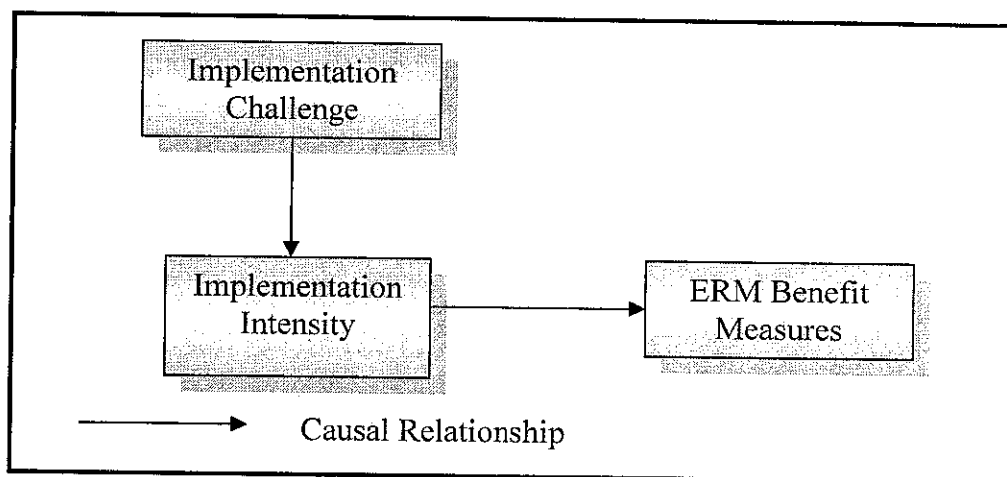 Implementation
Challenge
Implementation
Intensity
ERM Benefit
Measures
Causal Relationship